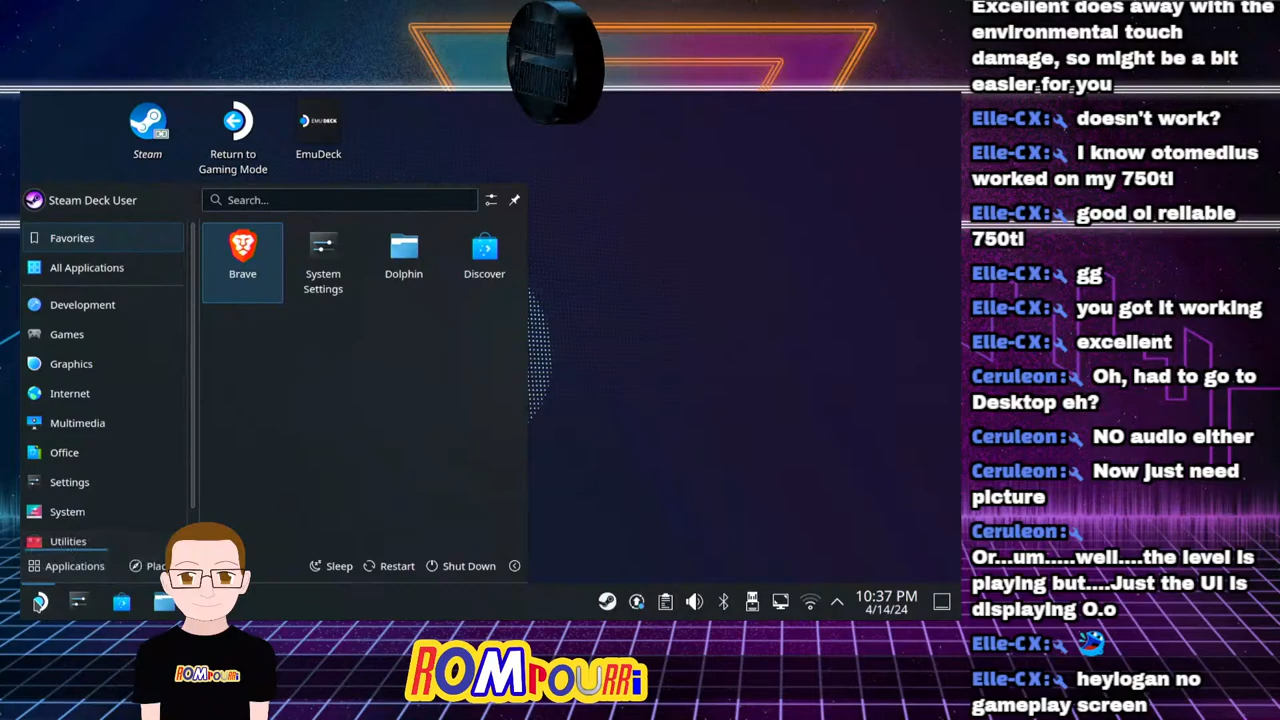 Steam
Return to
Gaming Mode
EMUDECK
EmuDeck
Steam Deck User
Search...
Favorites
All Applications
Development
Games
Graphics
Internet
Multimedia
Office
Settings
System
Utilities
Brave
System
Settings
Dolphin
Discover
Applications
Plac
Sleep
Restart
Shut Down
10:37 PM
4/14/24
ROMPOURRi
ROMPOURRi
Excellent does away with the
environmental touch
damage, so might be a bit
easier for you
Elle-CX: doesn't work?
Elle-CX: I know otomedius
worked on my 750ti
Elle-CX: good ol reliable
750ti
Elle-CX: gg
Elle-CX: you got it working
Elle-CX: excellent
Ceruleon: Oh, had to go to
Desktop eh?
Ceruleon: NO audio either
Ceruleon: Now just need
picture
Ceruleon:
Or...um.....well....the level is
playing but....Just the UI is
displaying O.o
Elle-CX:
Elle-CX: heylogan no
gameplay screen